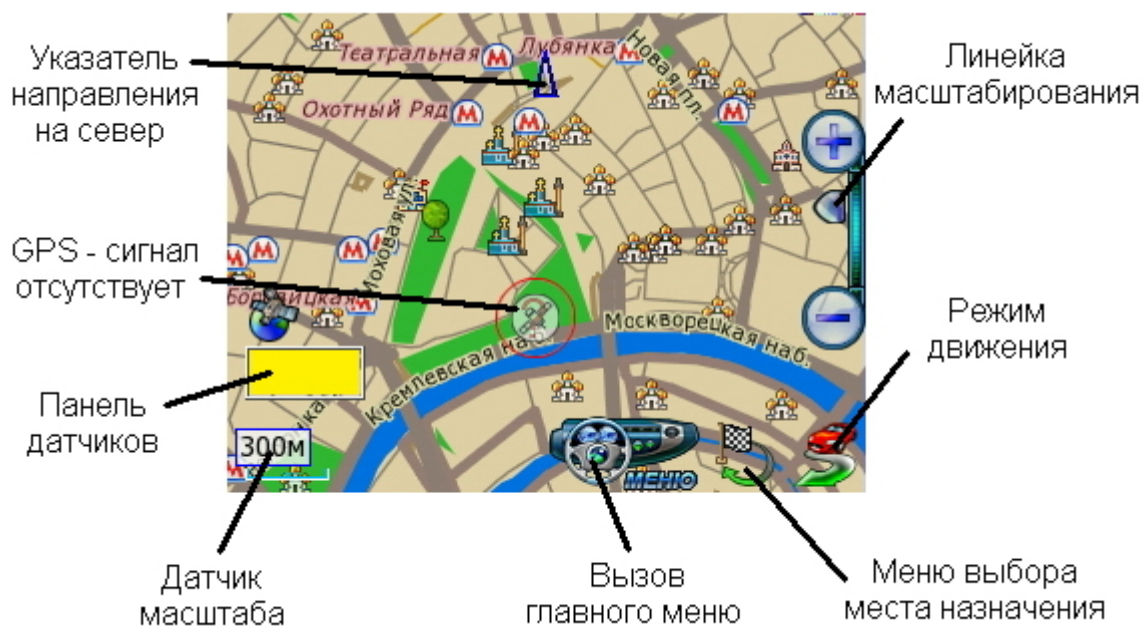 Указатель
направления
на север
Линейка
масштабирования
GPS - сигнал
отсутствует
Режим
движения
Панель
датчиков
Датчик
масштаба
Вызов
главного меню
Меню выбора
места назначения
Театральная
Лубянка
Новая пл.
Охотный Ряд
Моховая ул.
Боровицкая
Кремлевская наб.
Москворецкая наб.
300м
МЕНЮ